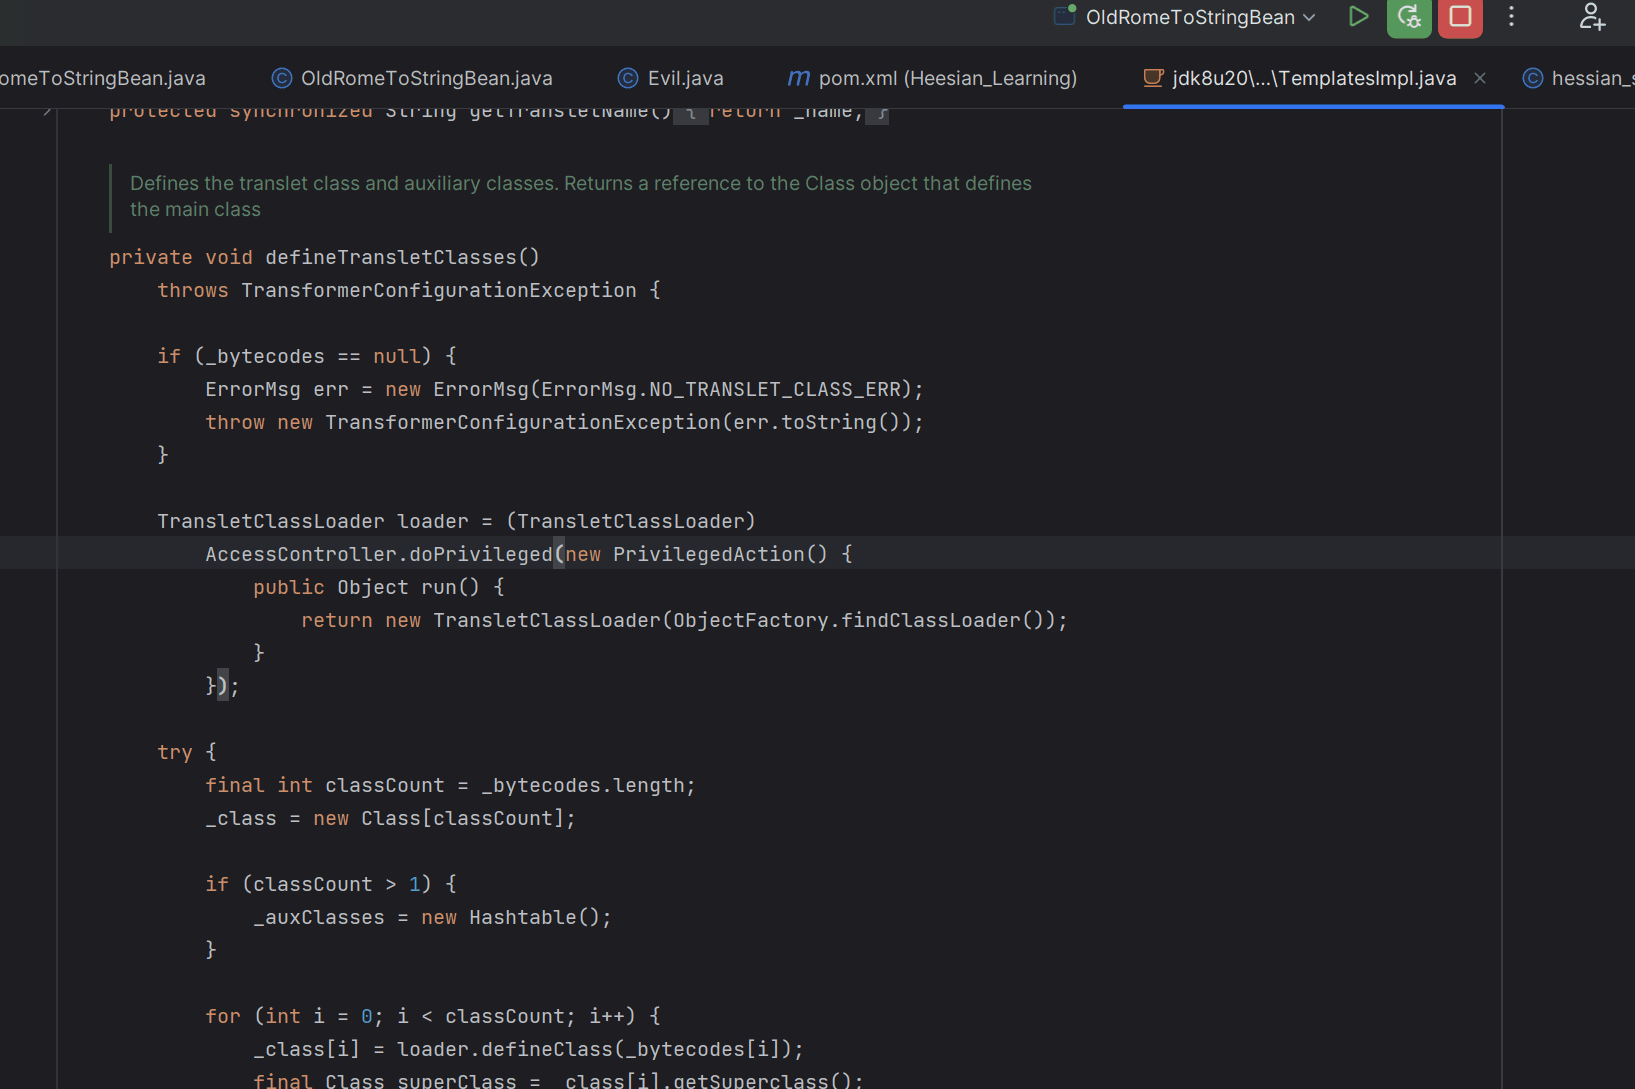 OldRomeToStringBean
omeToStringBean.java OldRomeToStringBean.java Evil.java pom.xml (Heesian_Learning) jdk8u20\...\TemplatesImpl.java hessian_s
protected synchronized String getTransletName() { return _name; }
Defines the translet class and auxiliary classes. Returns a reference to the Class object that defines
the main class
private void defineTransletClasses()
throws TransformerConfigurationException {
if (_bytecodes == null) {
ErrorMsg err = new ErrorMsg(ErrorMsg.NO_TRANSLET_CLASS_ERR);
throw new TransformerConfigurationException(err.toString());
}
TransletClassLoader loader = (TransletClassLoader)
AccessController.doPrivileged(new PrivilegedAction() {
public Object run() {
return new TransletClassLoader(ObjectFactory.findClassLoader());
}
});
try {
final int classCount = _bytecodes.length;
_class = new Class[classCount];
if (classCount > 1) {
_auxClasses = new Hashtable();
}
for (int i = 0; i < classCount; i++) {
_class[i] = loader.defineClass(_bytecodes[i]);
final Class superClass = _class[i].getSuperclass();